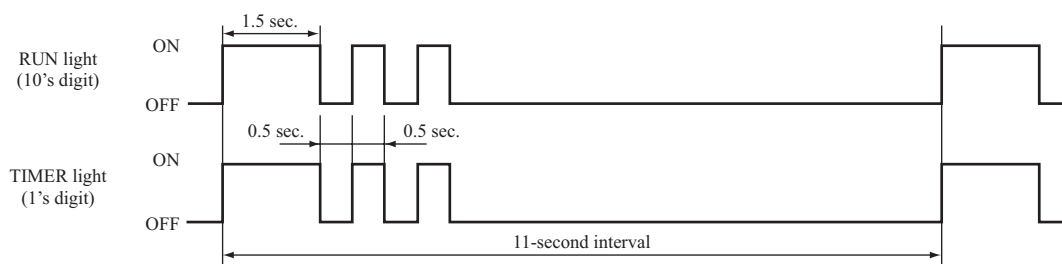 1.5 sec.
ON
RUN light
(10’s digit)
OFF
0.5 sec.
0.5 sec.
ON
TIMER light
(1’s digit)
OFF
11-second interval